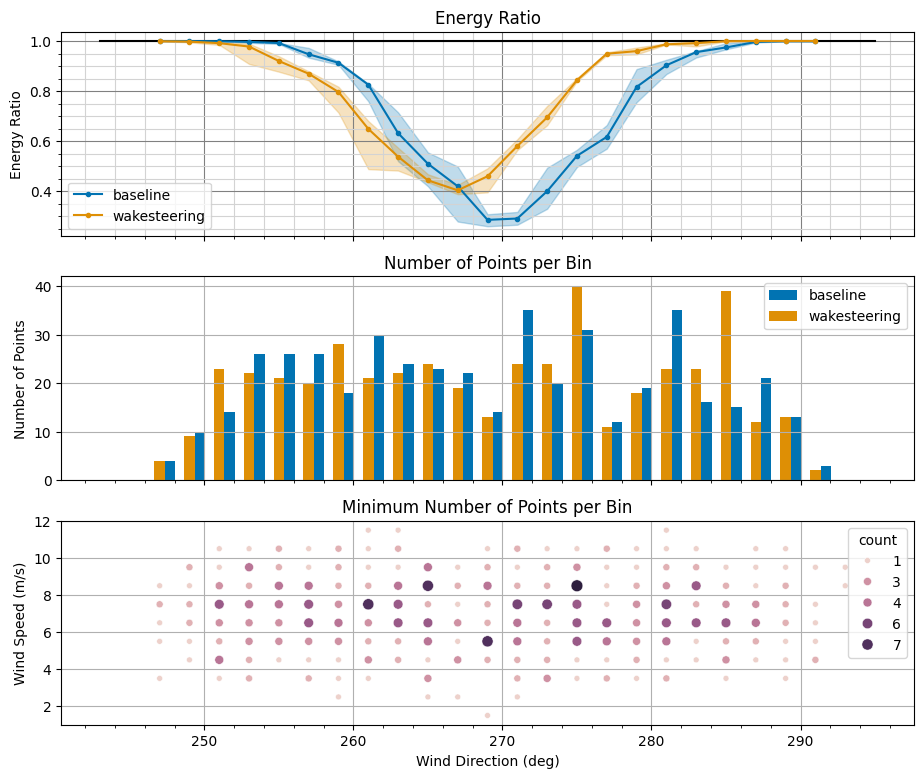 Energy Ratio
1.0
0.8
0.6
0.4
Energy Ratio
baseline
wakesteering
Number of Points per Bin
40
30
20
10
0
Number of Points
baseline
wakesteering
Minimum Number of Points per Bin
12
10
8
6
4
2
Wind Speed (m/s)
count
1
3
4
6
7
250
260
270
280
290
Wind Direction (deg)